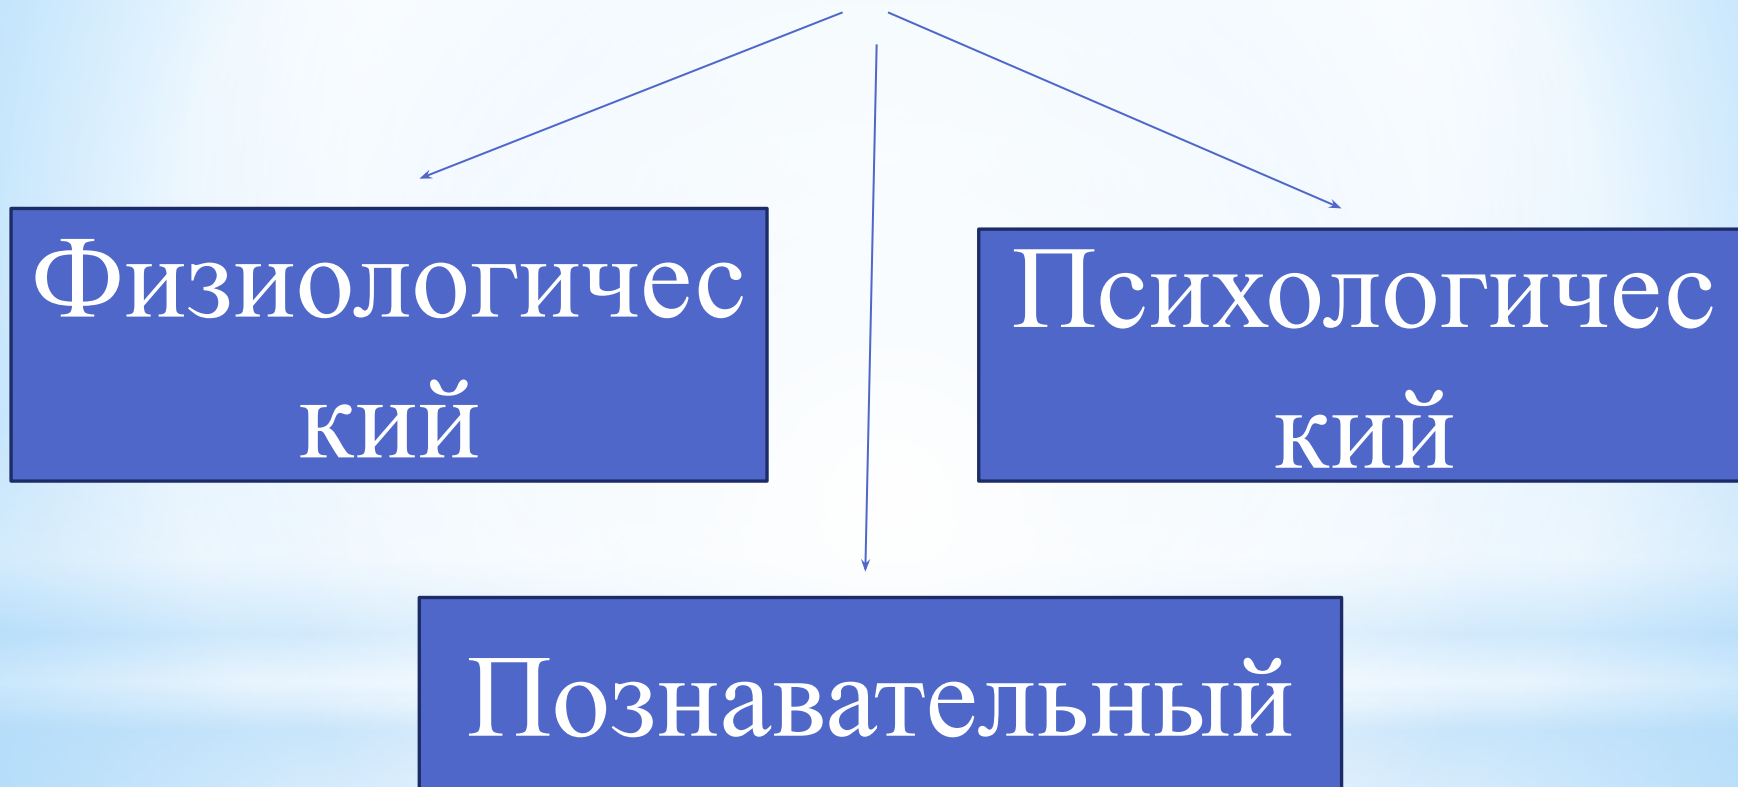 Физиологичес
кий
Психологичес
кий
Познавательный